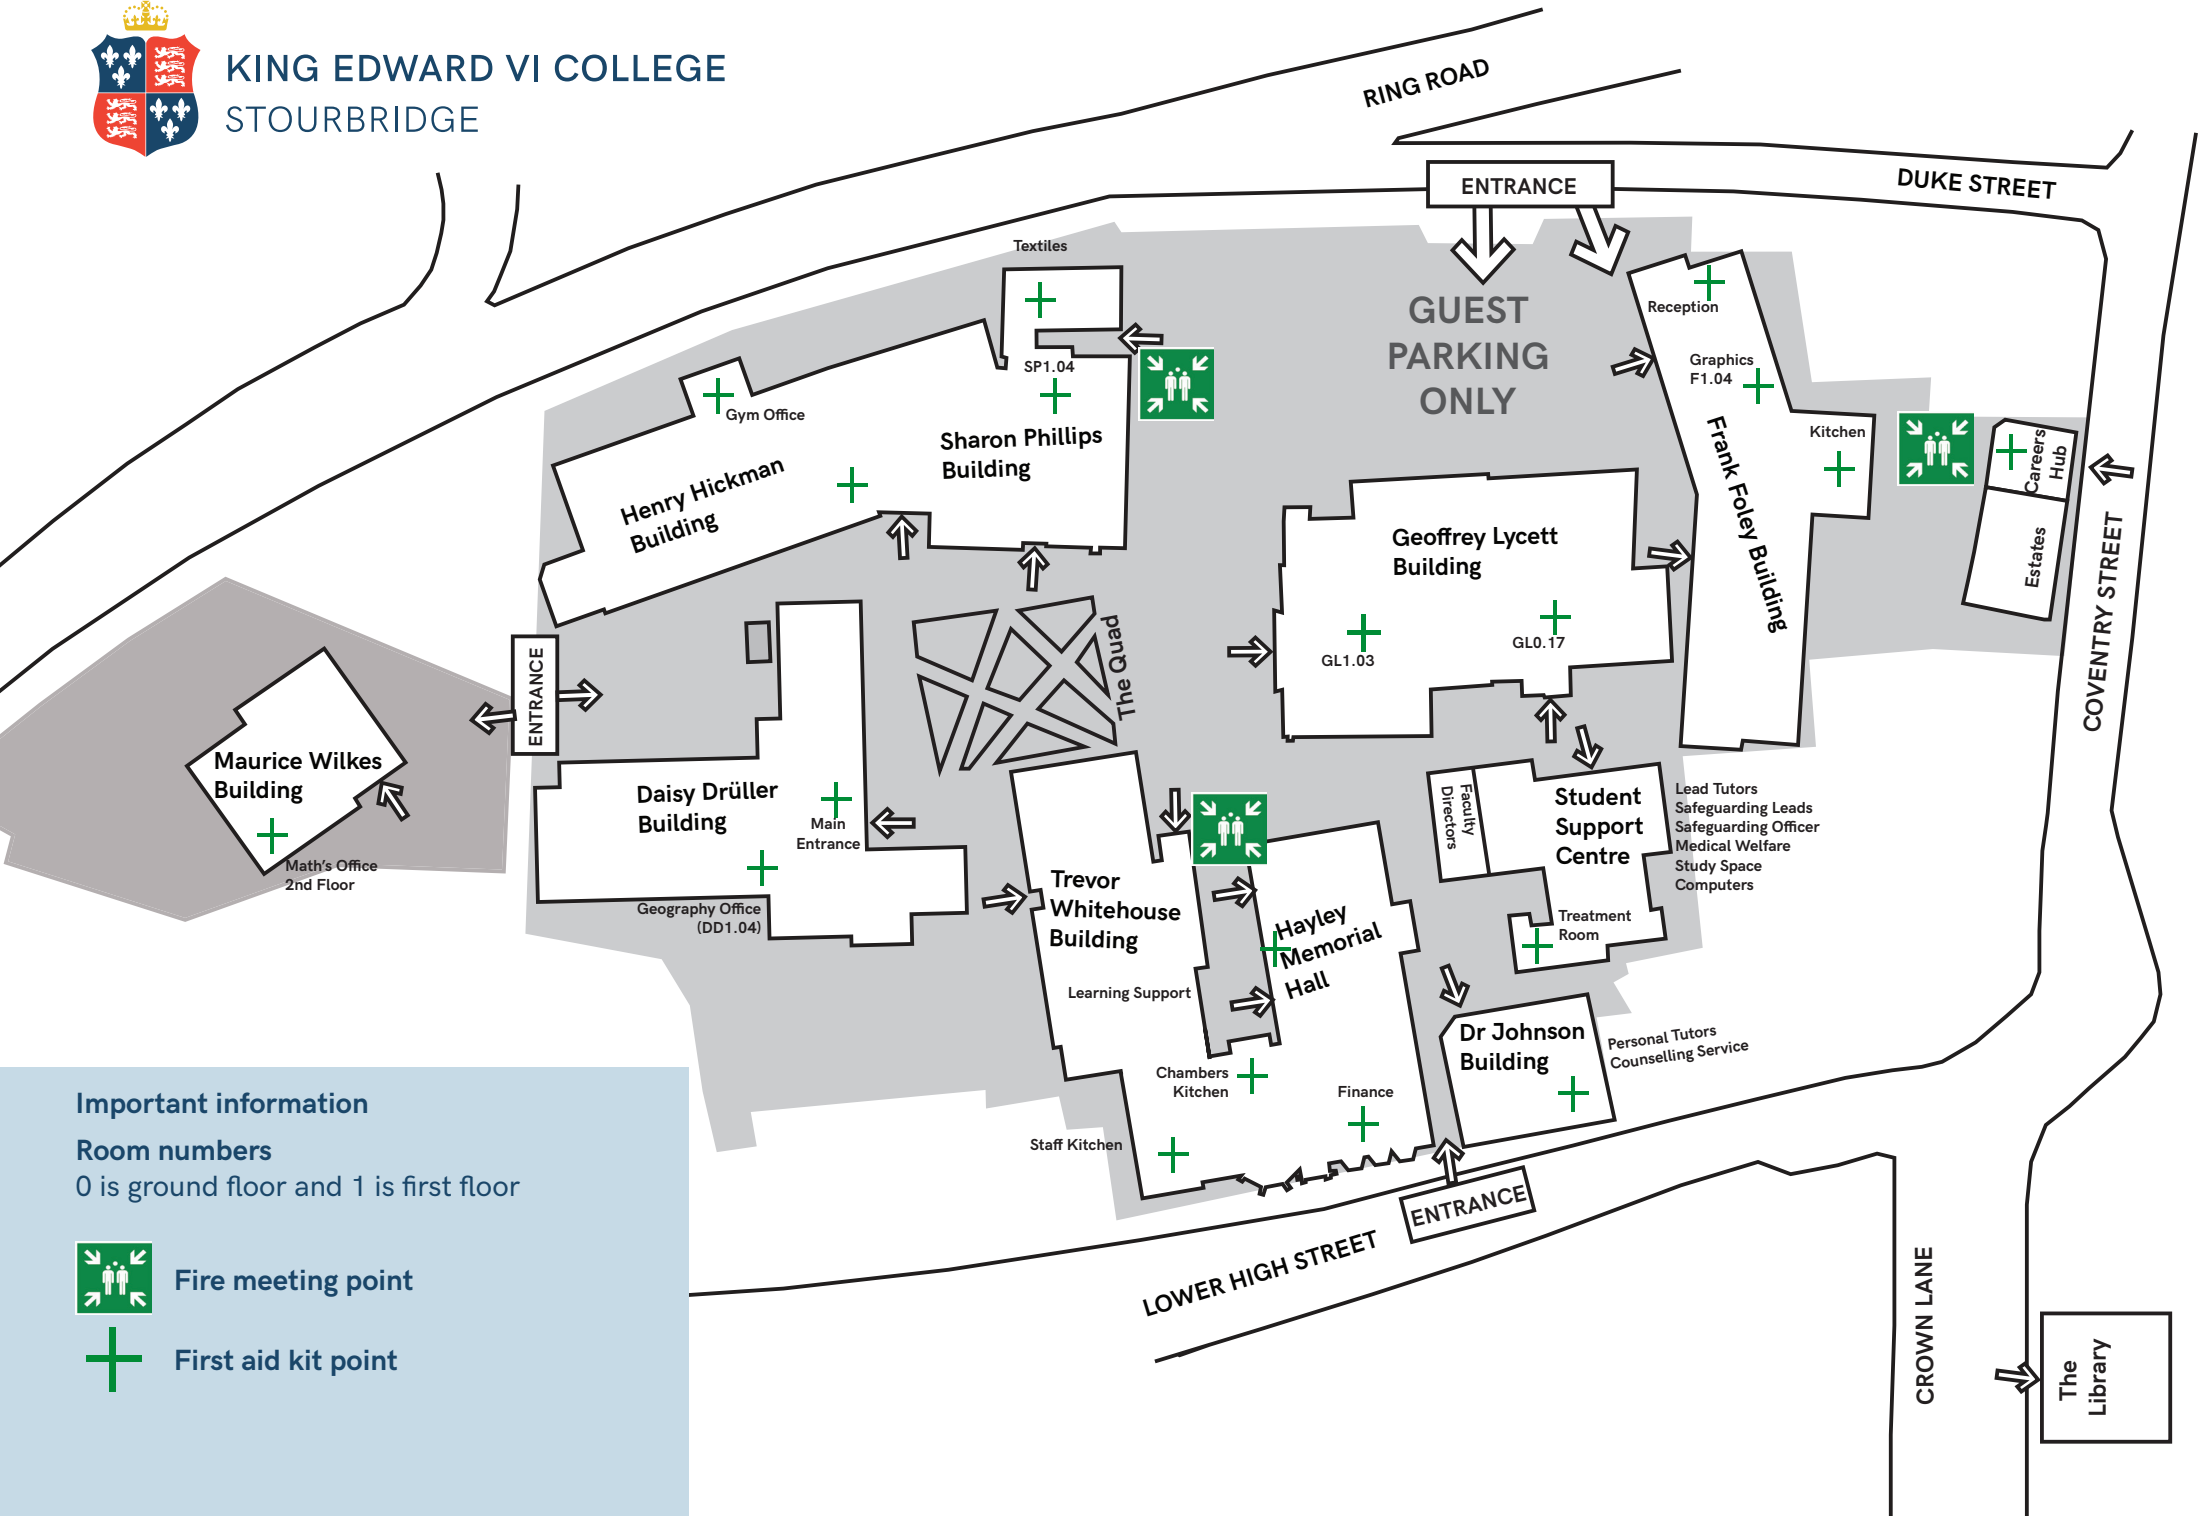 KING EDWARD VI COLLEGE
STOURBRIDGE
RING ROAD
DUKE STREET
ENTRANCE
GUEST
PARKING
ONLY
Textiles
SP1.04
Gym Office
Sharon Phillips
Building
Henry Hickman
Building
Reception
Graphics
F1.04
Kitchen
Frank Foley Building
Careers
Hub
Estates
COVENTRY STREET
Geoffrey Lycett
Building
GL1.03
GL0.17
The Quad
ENTRANCE
Maurice Wilkes
Building
Math's Office
2nd Floor
Daisy Drüller
Building
Main
Entrance
Geography Office
(DD1.04)
Trevor
Whitehouse
Building
Learning Support
Hayley
Memorial
Hall
Chambers
Kitchen
Finance
Staff Kitchen
Faculty
Directors
Student
Support
Centre
Lead Tutors
Safeguarding Leads
Safeguarding Officer
Medical Welfare
Study Space
Computers
Treatment
Room
Dr Johnson
Building
Personal Tutors
Counselling Service
ENTRANCE
LOWER HIGH STREET
CROWN LANE
The
Library
Important information
Room numbers
0 is ground floor and 1 is first floor
Fire meeting point
First aid kit point